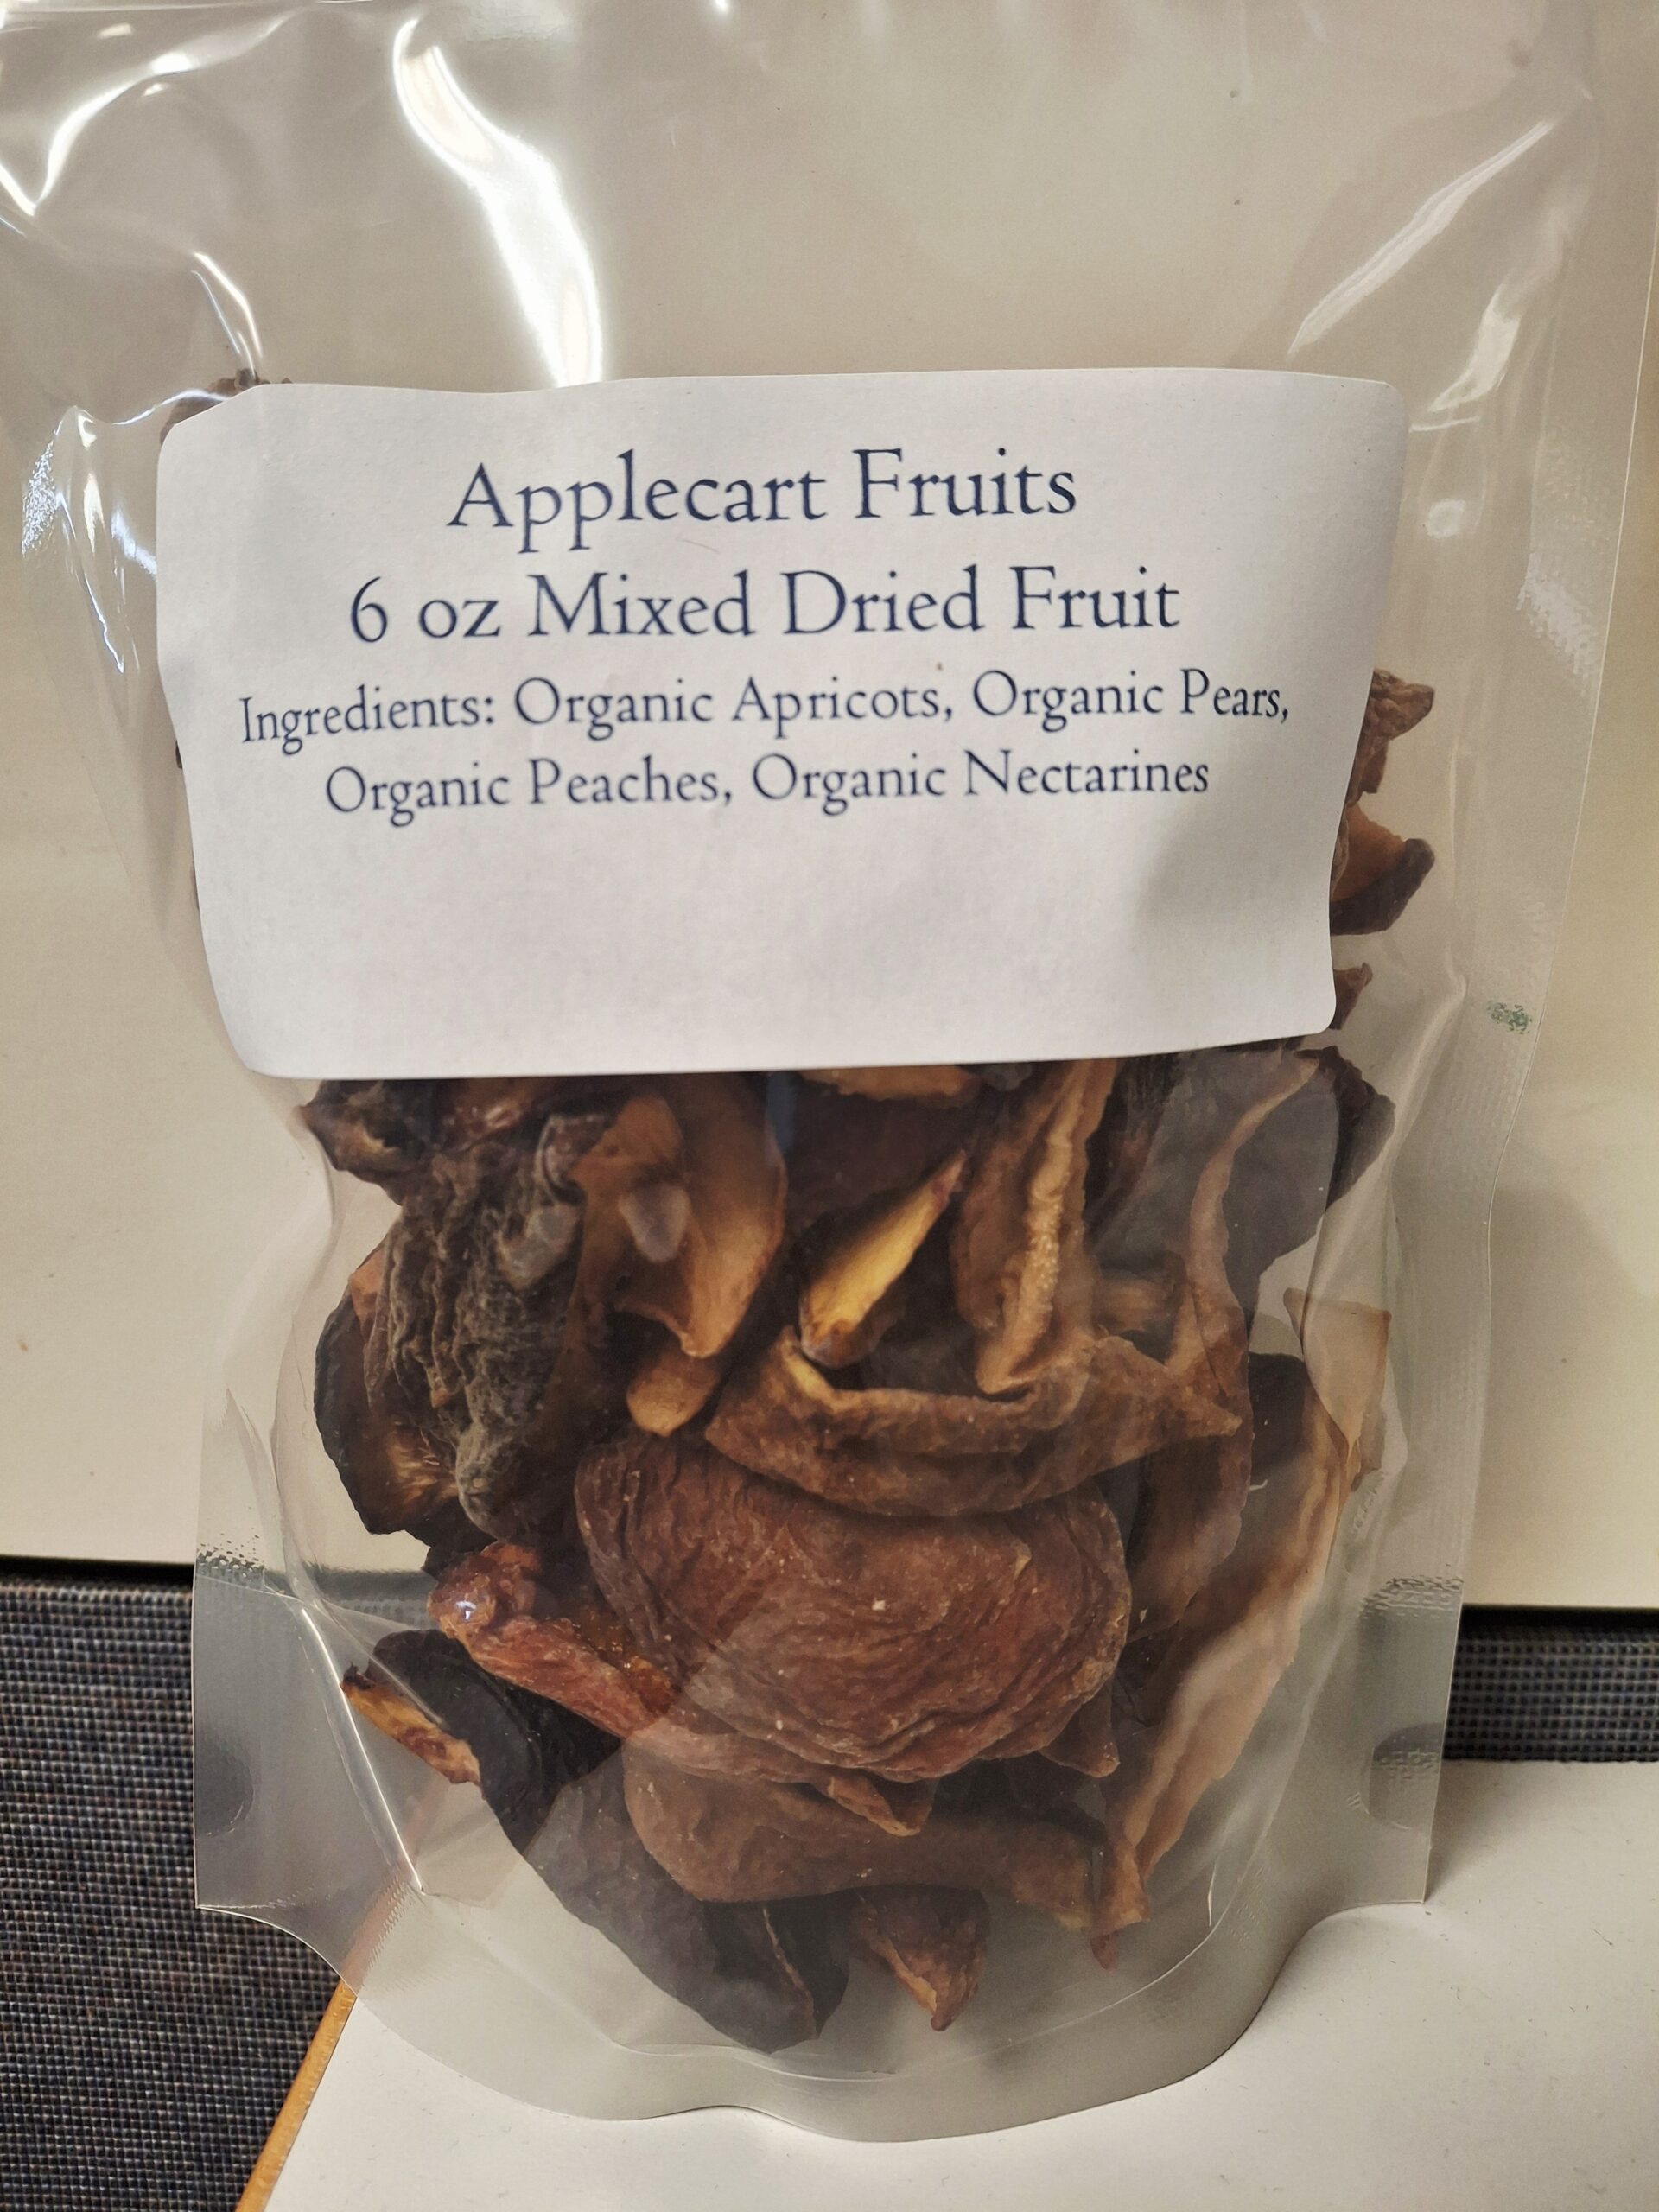 Applecart Fruits
6 oz Mixed Dried Fruit
Ingredients: Organic Apricots, Organic Pears,
Organic Peaches, Organic Nectarines